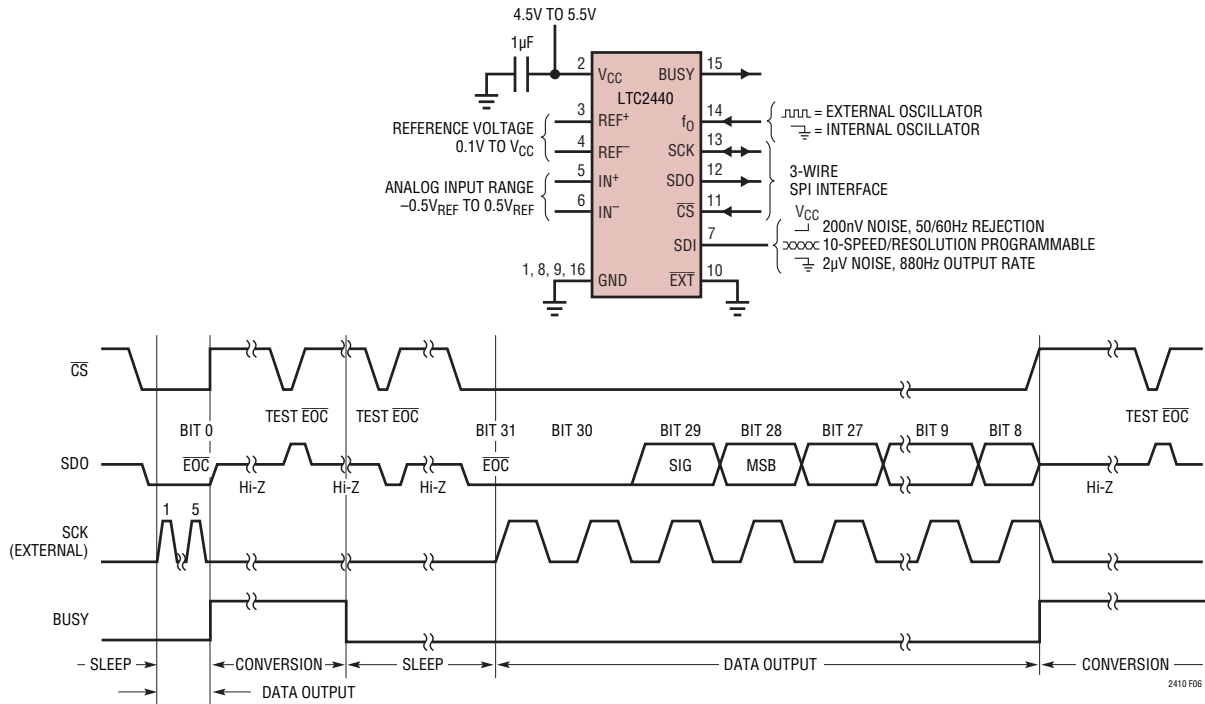 4.5V TO 5.5V
1µF
2
VCC
BUSY
15
LTC2440
REFERENCE VOLTAGE
0.1V TO VCC
3
REF+
4
REF–
fO
14
= EXTERNAL OSCILLATOR
= INTERNAL OSCILLATOR
SCK
13
ANALOG INPUT RANGE
–0.5VREF TO 0.5VREF
5
IN+
6
IN–
SDO
12
3-WIRE
SPI INTERFACE
CS
11
SDI
7
VCC
200nV NOISE, 50/60Hz REJECTION
10-SPEED/RESOLUTION PROGRAMMABLE
2µV NOISE, 880Hz OUTPUT RATE
1, 8, 9, 16
GND
EXT
10
CS
TEST EOC
TEST EOC
TEST EOC
BIT 0
BIT 31
BIT 30
BIT 29
BIT 28
BIT 27
BIT 9
BIT 8
SDO
EOC
EOC
SIG
MSB
Hi-Z
Hi-Z
Hi-Z
Hi-Z
SCK
(EXTERNAL)
1
5
BUSY
SLEEP
CONVERSION
SLEEP
DATA OUTPUT
CONVERSION
DATA OUTPUT
2410 F06